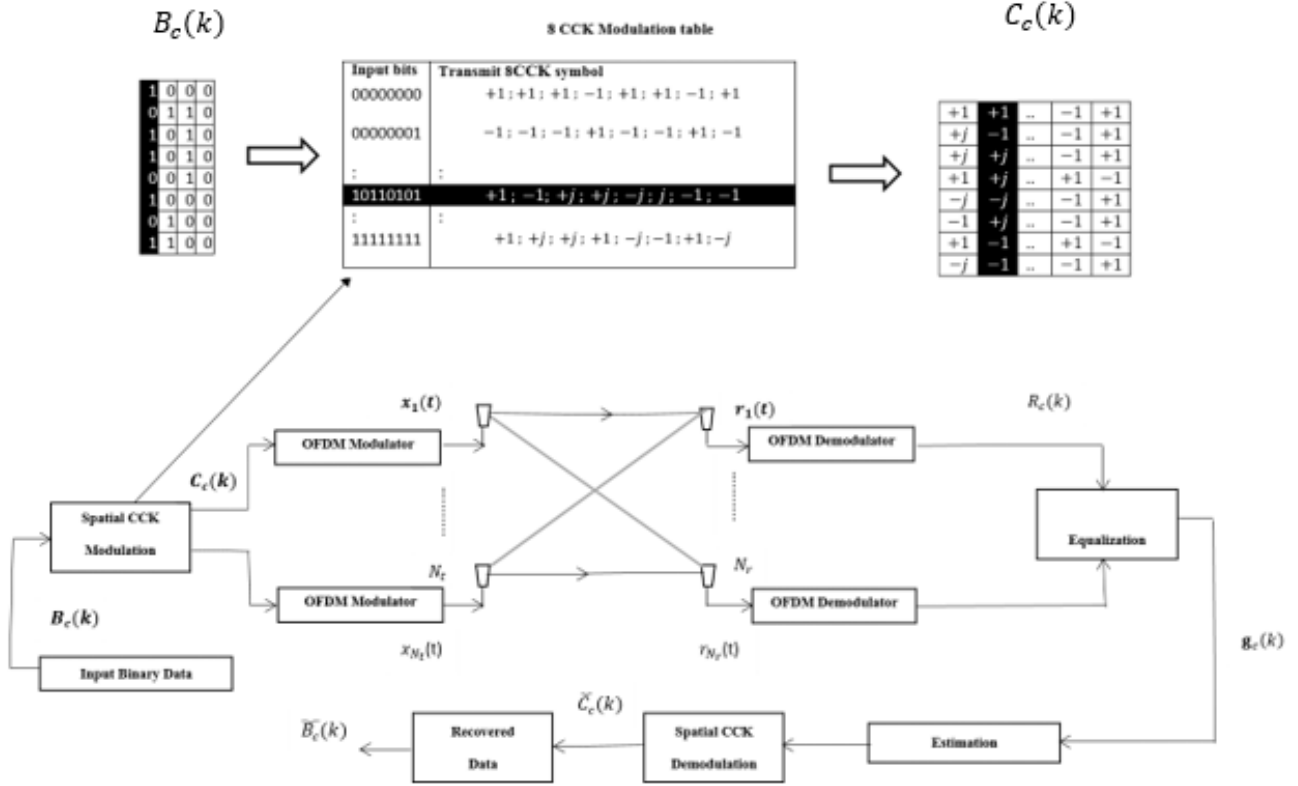 B_c(k)
C_c(k)
8 CCK Modulation table
Input bits Transmit 8CCK symbol
00000000 +1 ; +1 ; +1 ; −1 ; +1 ; +1 ; −1 ; +1
00000001 −1 ; −1 ; −1 ; +1 ; −1 ; −1 ; +1 ; −1
: :
10110101 +1 ; −1; +j ; +j ; −j ; j ; −1 ; −1
: :
11111111 +1 ; +j ; +j ; +1 ; −j ; −1 ; +1 ; −j
1 0 0 0
0 1 1 0
1 0 1 0
1 0 1 0
0 0 1 0
1 0 0 0
0 1 0 0
1 1 0 0
+1 +1 .. −1 +1
+j −1 .. −1 +1
+j +j .. −1 +1
+1 +j .. +1 −1
−j −j .. −1 +1
−1 +j .. −1 +1
+1 −1 .. +1 −1
−j −1 .. −1 +1
x_1(t)
r_1(t)
R_c(k)
OFDM Modulator
OFDM Demodulator
C_c(k)
Spatial CCK
Modulation
Equalization
N_t
N_r
OFDM Modulator
OFDM Demodulator
B_c(k)
x_{N_t}(t)
r_{N_r}(t)
g_c(k)
Input Binary Data
B̌_c(k)
Č_c(k)
Recovered
Data
Spatial CCK
Demodulation
Estimation